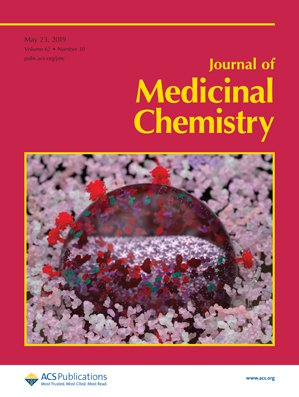 May 23, 2019
Volume 62 • Number 10
pubs.acs.org/jmc
Journal of
Medicinal
Chemistry
ACS Publications
Most Trusted. Most Cited. Most Read.
www.acs.org